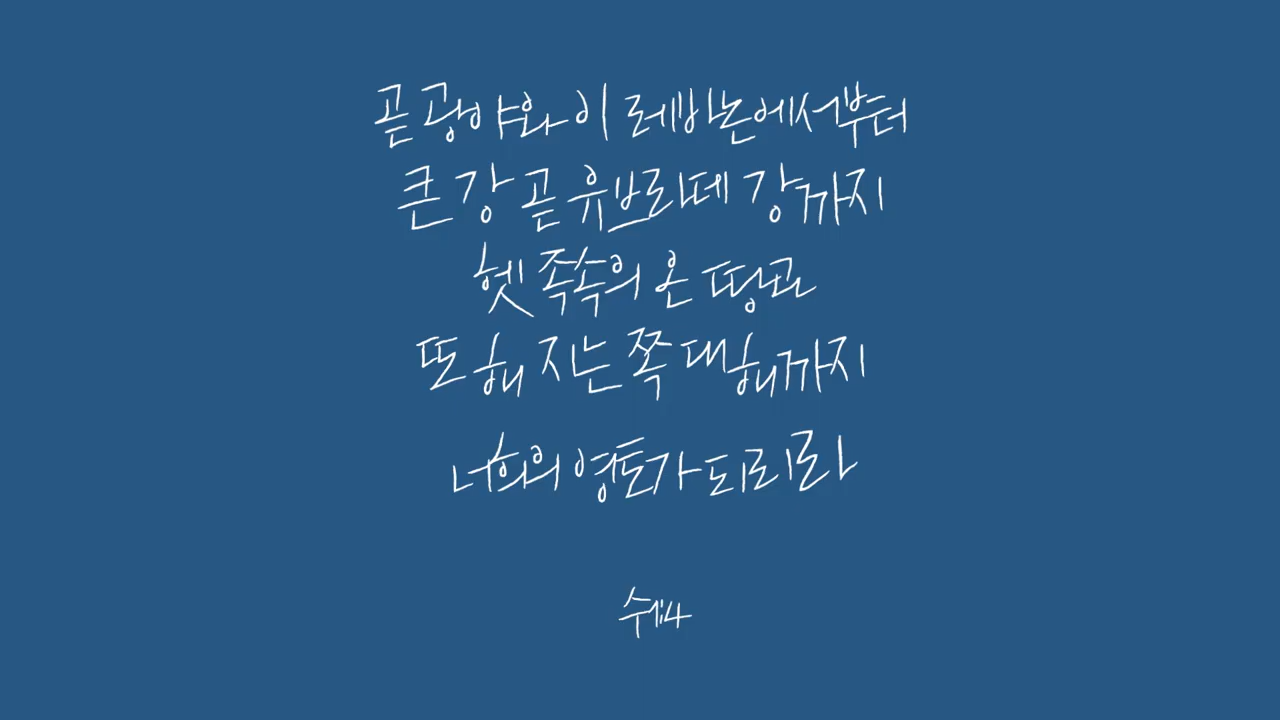 곧 광야와 이 레바논에서부터
큰 강 곧 유브라데 강까지
헷 족속의 온 땅과
또 해 지는 쪽 대해까지
너희의 영토가 되리라
수1:4